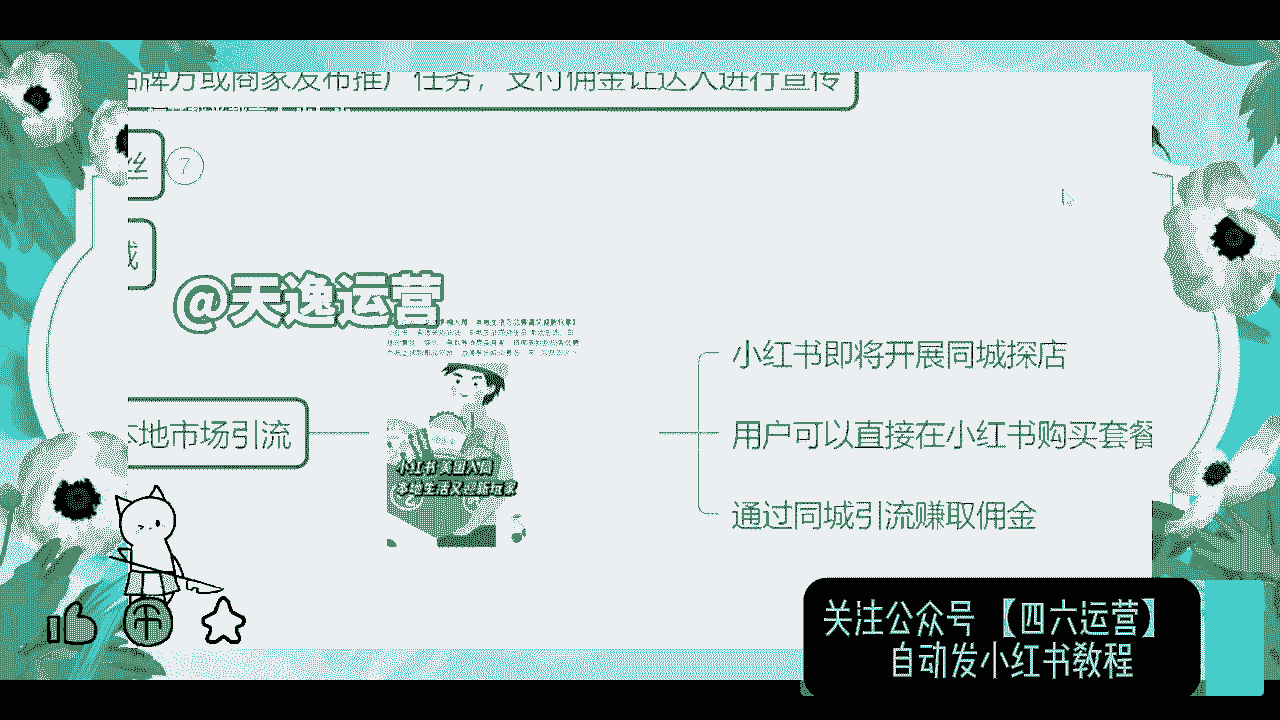 品牌方或商家发布推广任务，支付佣金让达人进行宣传
丝
7
@天逸运营
本地市场引流
小红书 美团入局
本地生活又迎新玩家
小红书即将开展同城探店
用户可以直接在小红书购买套餐
通过同城引流赚取佣金
关注公众号 【四六运营】
自动发小红书教程